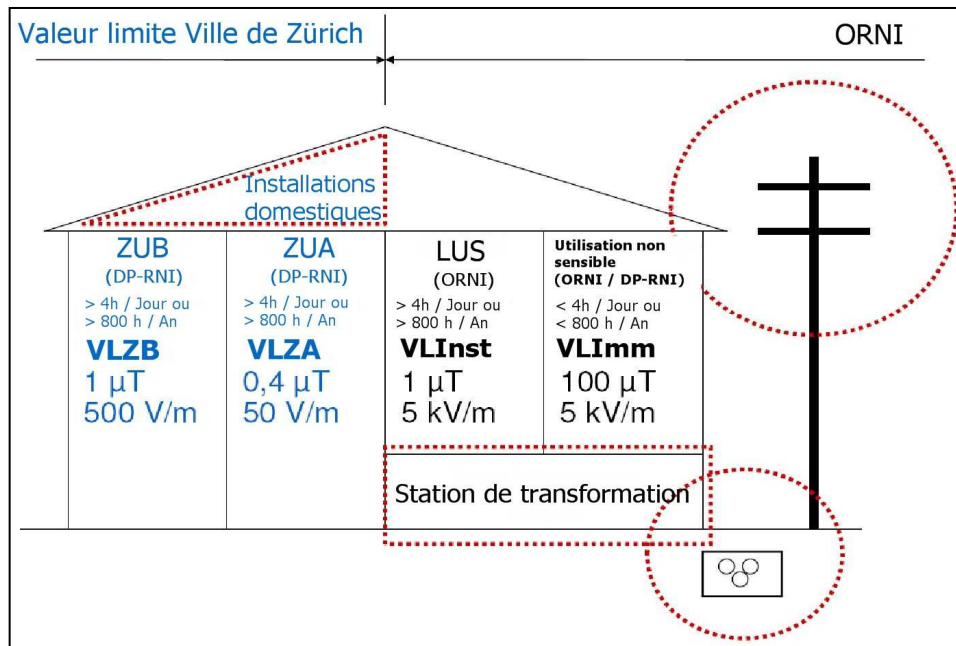 Valeur limite Ville de Zürich
ORNI
Installations
domestiques
ZUB
(DP-RNI)
> 4h / Jour ou
> 800 h / An
VLZB
1 µT
500 V/m
ZUA
(DP-RNI)
> 4h / Jour ou
> 800 h / An
VLZA
0,4 µT
50 V/m
LUS
(ORNI)
> 4h / Jour ou
> 800 h / An
VLInst
1 µT
5 kV/m
Utilisation non
sensible
(ORNI / DP-RNI)
< 4h / Jour ou
< 800 h / An
VLImm
100 µT
5 kV/m
Station de transformation